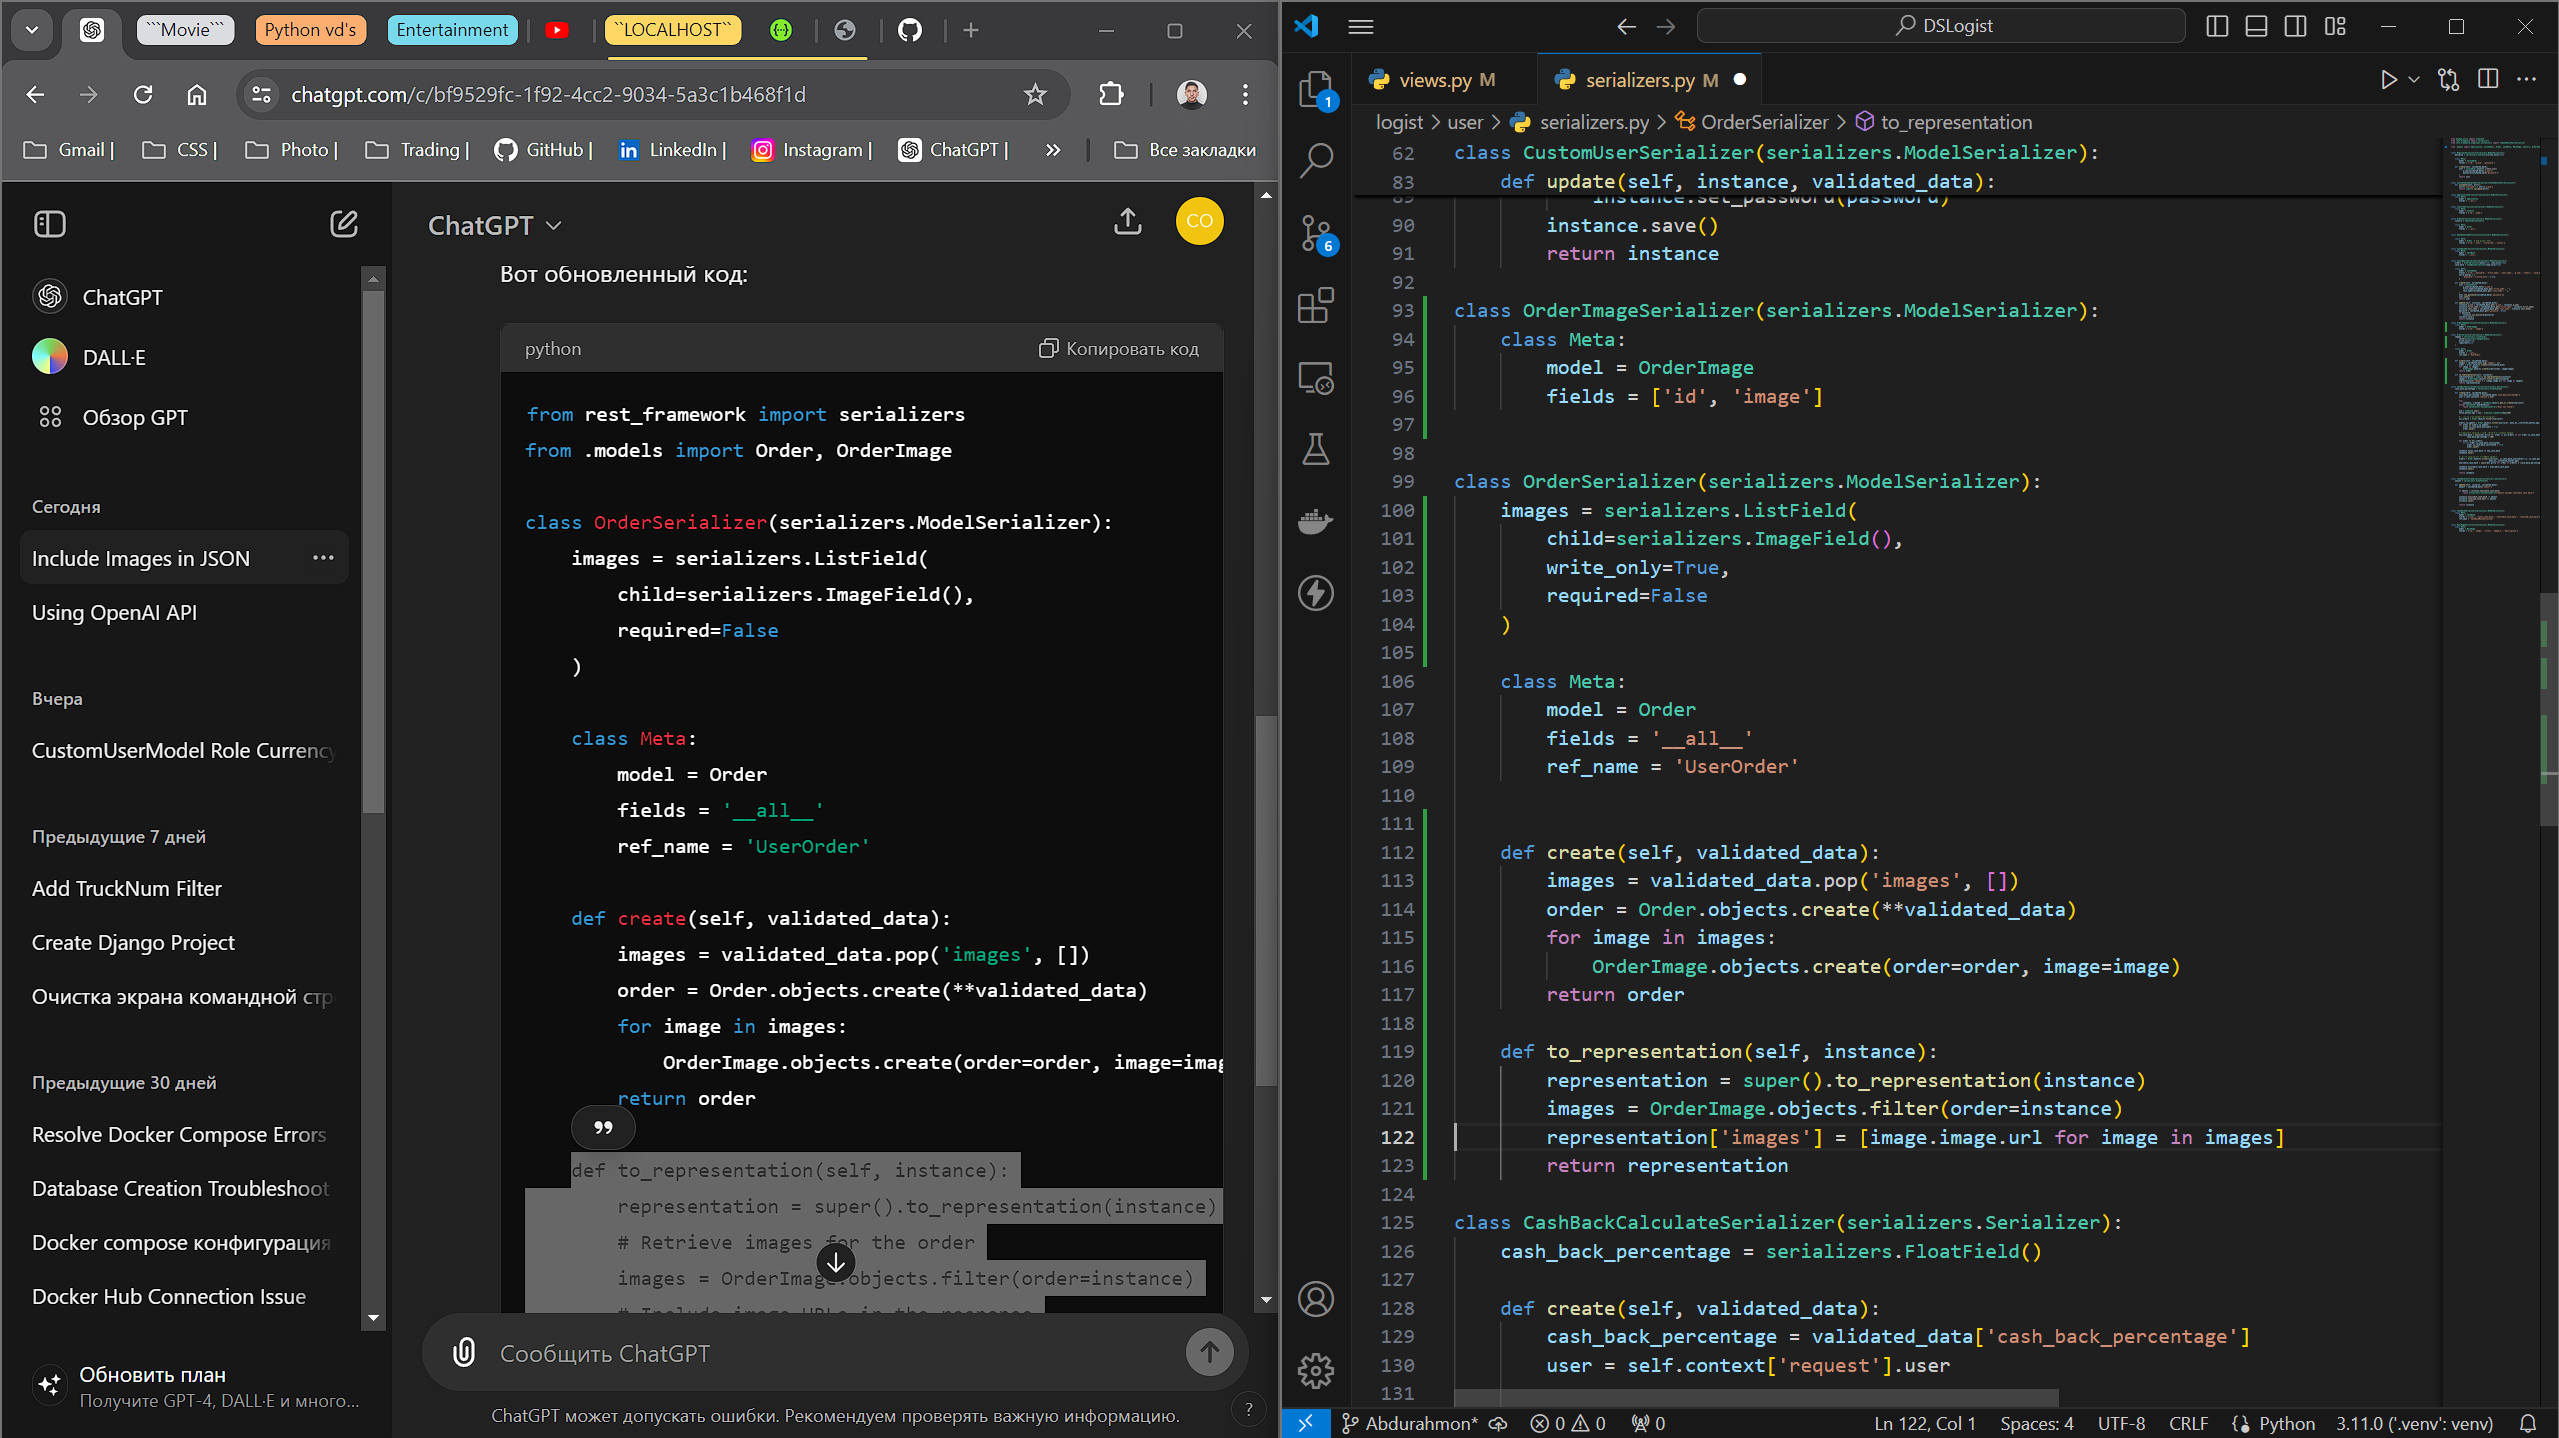 ```Movie```
Python vd's
Entertainment
``LOCALHOST``
chatgpt.com/c/bf9529fc-1f92-4cc2-9034-5a3c1b468f1d
Gmail |
CSS |
Photo |
Trading |
GitHub |
LinkedIn |
Instagram |
ChatGPT |
Все закладки
ChatGPT
DALL·E
Обзор GPT
Сегодня
Include Images in JSON
Using OpenAI API
Вчера
CustomUserModel Role Currency
Предыдущие 7 дней
Add TruckNum Filter
Create Django Project
Очистка экрана командной стр
Предыдущие 30 дней
Resolve Docker Compose Errors
Database Creation Troubleshoot
Docker compose конфигурация
Docker Hub Connection Issue
Обновить план
Получите GPT-4, DALL·E и много...
ChatGPT
CO
Вот обновленный код:
python
Копировать код
from rest_framework import serializers
from .models import Order, OrderImage
class OrderSerializer(serializers.ModelSerializer):
images = serializers.ListField(
child=serializers.ImageField(),
required=False
)
class Meta:
model = Order
fields = '__all__'
ref_name = 'UserOrder'
def create(self, validated_data):
images = validated_data.pop('images', [])
order = Order.objects.create(**validated_data)
for image in images:
OrderImage.objects.create(order=order, image=imag
return order
def to_representation(self, instance):
representation = super().to_representation(instance)
# Retrieve images for the order
images = OrderImage.objects.filter(order=instance)
# Include image URLs in the response
Сообщить ChatGPT
ChatGPT может допускать ошибки. Рекомендуем проверять важную информацию.
?
DSLogist
1
6
views.py M
serializers.py M
logist > user > serializers.py > OrderSerializer > to_representation
62 class CustomUserSerializer(serializers.ModelSerializer):
83 def update(self, instance, validated_data):
89 instance.set_password(password)
90 instance.save()
91 return instance
92
93 class OrderImageSerializer(serializers.ModelSerializer):
94 class Meta:
95 model = OrderImage
96 fields = ['id', 'image']
97
98
99 class OrderSerializer(serializers.ModelSerializer):
100 images = serializers.ListField(
101 child=serializers.ImageField(),
102 write_only=True,
103 required=False
104 )
105
106 class Meta:
107 model = Order
108 fields = '__all__'
109 ref_name = 'UserOrder'
110
111
112 def create(self, validated_data):
113 images = validated_data.pop('images', [])
114 order = Order.objects.create(**validated_data)
115 for image in images:
116 OrderImage.objects.create(order=order, image=image)
117 return order
118
119 def to_representation(self, instance):
120 representation = super().to_representation(instance)
121 images = OrderImage.objects.filter(order=instance)
122 representation['images'] = [image.image.url for image in images]
123 return representation
124
125 class CashBackCalculateSerializer(serializers.Serializer):
126 cash_back_percentage = serializers.FloatField()
127
128 def create(self, validated_data):
129 cash_back_percentage = validated_data['cash_back_percentage']
130 user = self.context['request'].user
131
Abdurahmon*
0
0
0
Ln 122, Col 1
Spaces: 4
UTF-8
CRLF
Python
3.11.0 ('.venv': venv)